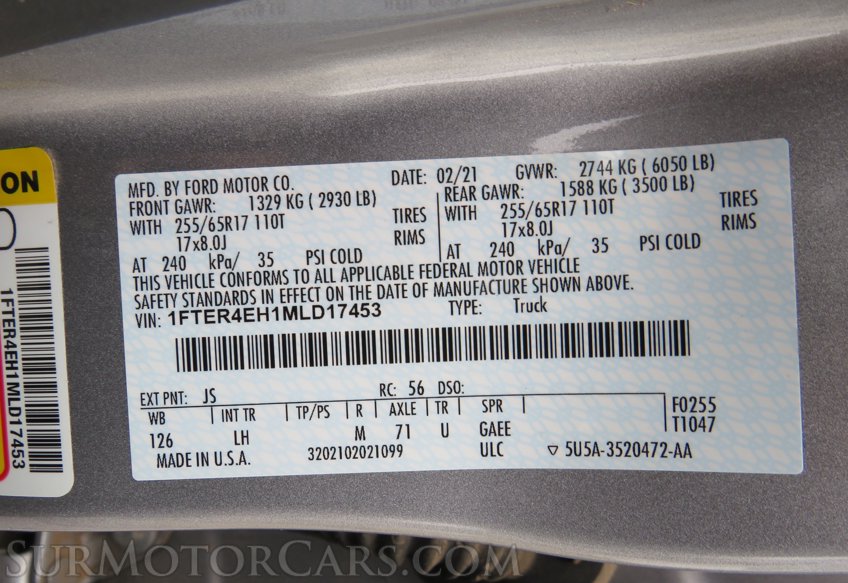 MFD. BY FORD MOTOR CO. DATE: 02/21 GVWR: 2744 KG ( 6050 LB)
FRONT GAWR: 1329 KG ( 2930 LB) REAR GAWR: 1588 KG ( 3500 LB)
WITH 255/65R17 110T TIRES WITH 255/65R17 110T TIRES
17x8.0J RIMS 17x8.0J RIMS
AT 240 kPa/ 35 PSI COLD AT 240 kPa/ 35 PSI COLD
THIS VEHICLE CONFORMS TO ALL APPLICABLE FEDERAL MOTOR VEHICLE
SAFETY STANDARDS IN EFFECT ON THE DATE OF MANUFACTURE SHOWN ABOVE.
VIN: 1FTER4EH1MLD17453 TYPE: Truck
EXT PNT: JS RC: 56 DSO:
WB INT TR TP/PS R AXLE TR SPR F0255
126 LH M 71 U GAEE T1047
MADE IN U.S.A. 3202102021099 ULC ▽ 5U5A-3520472-AA
ON
1FTER4EH1MLD17453
SURMOTORCARS.COM